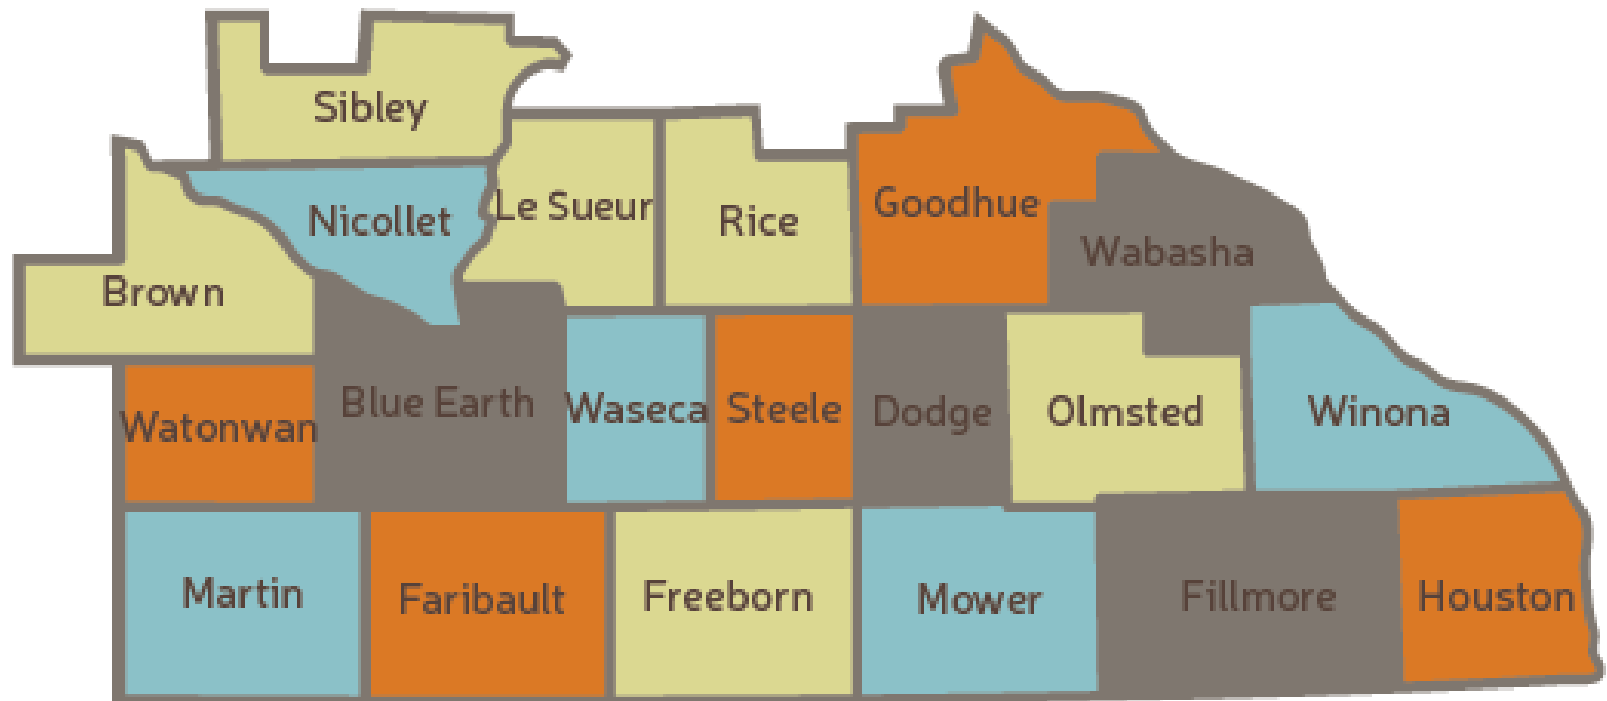 Sibley
Le Sueur
Rice
Goodhue
Nicollet
Wabasha
Brown
Watonwan
Blue Earth
Waseca
Steele
Dodge
Olmsted
Winona
Martin
Faribault
Freeborn
Mower
Fillmore
Houston